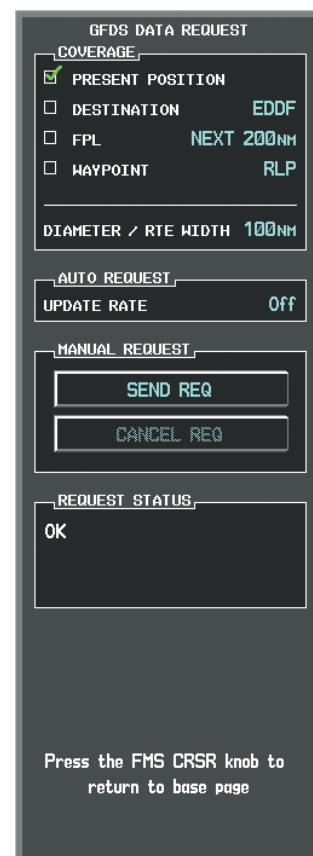 GFDS DATA REQUEST
COVERAGE
PRESENT POSITION
DESTINATION EDDF
FPL NEXT 200NM
WAYPOINT RLP
DIAMETER / RTE WIDTH 100NM
AUTO REQUEST
UPDATE RATE Off
MANUAL REQUEST
SEND REQ
CANCEL REQ
REQUEST STATUS
OK
Press the FMS CRSR knob to
return to base page